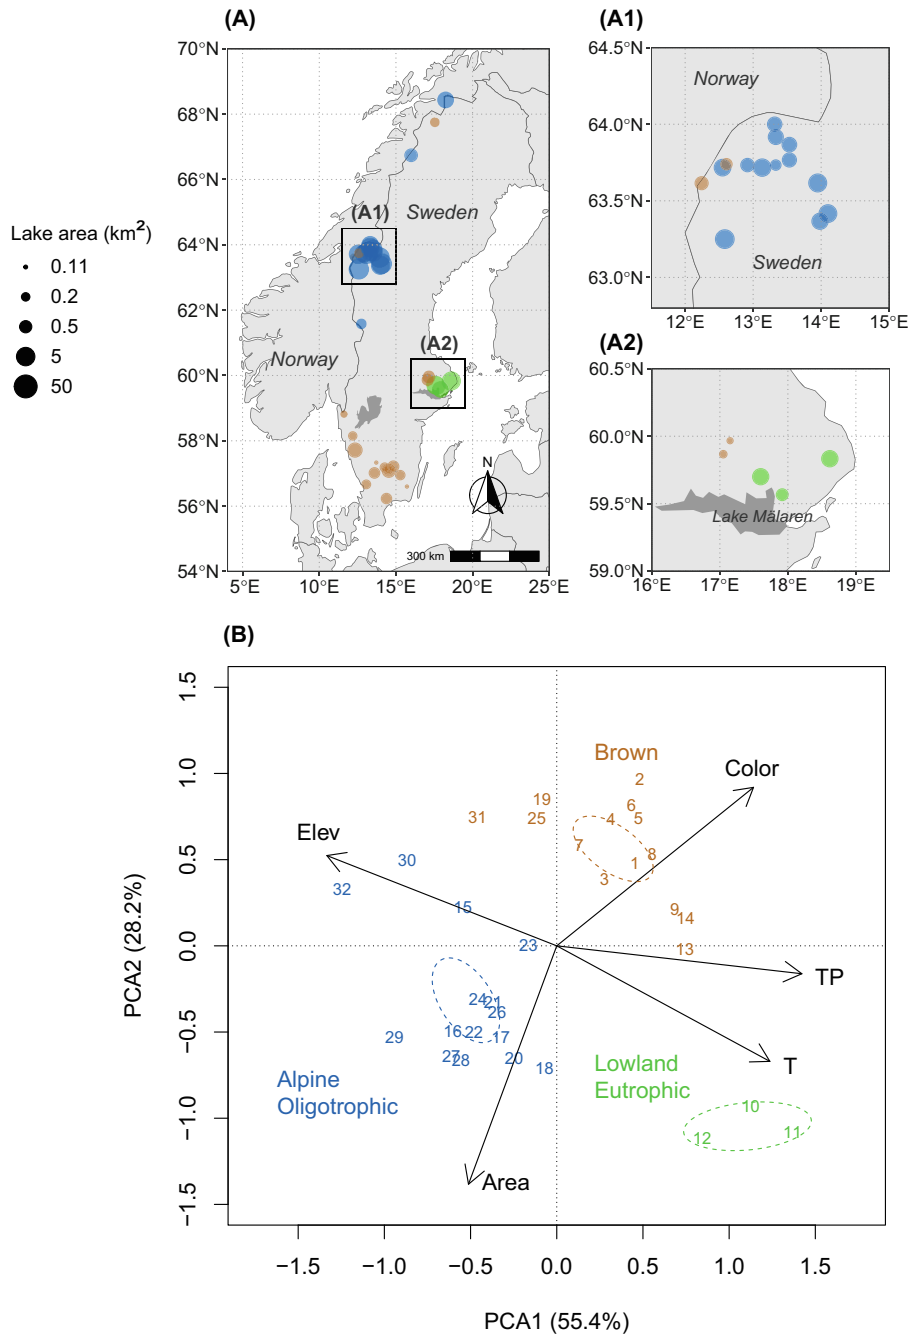 (A)
70°N
68°N
66°N
64°N
62°N
60°N
58°N
56°N
54°N
5°E
10°E
15°E
20°E
25°E
(A1)
Sweden
(A2)
Norway
N
300 km
Lake area (km²)
0.11
0.2
0.5
5
50
(A1)
64.5°N
64.0°N
63.5°N
63.0°N
Norway
Sweden
12°E
13°E
14°E
15°E
(A2)
60.5°N
60.0°N
59.5°N
59.0°N
Lake Mälaren
16°E
17°E
18°E
19°E
(B)
PCA2 (28.2%)
1.5
1.0
0.5
0.0
−0.5
−1.0
−1.5
Brown
2
Color
19
6
31
25
4
5
Elev
7
8
30
1
32
3
15
9
14
23
13
TP
24
21
26
16
22
17
29
27
28
20
18
T
Alpine
Oligotrophic
Lowland
Eutrophic
10
12
11
Area
−1.5
−1.0
−0.5
0.0
0.5
1.0
1.5
PCA1 (55.4%)